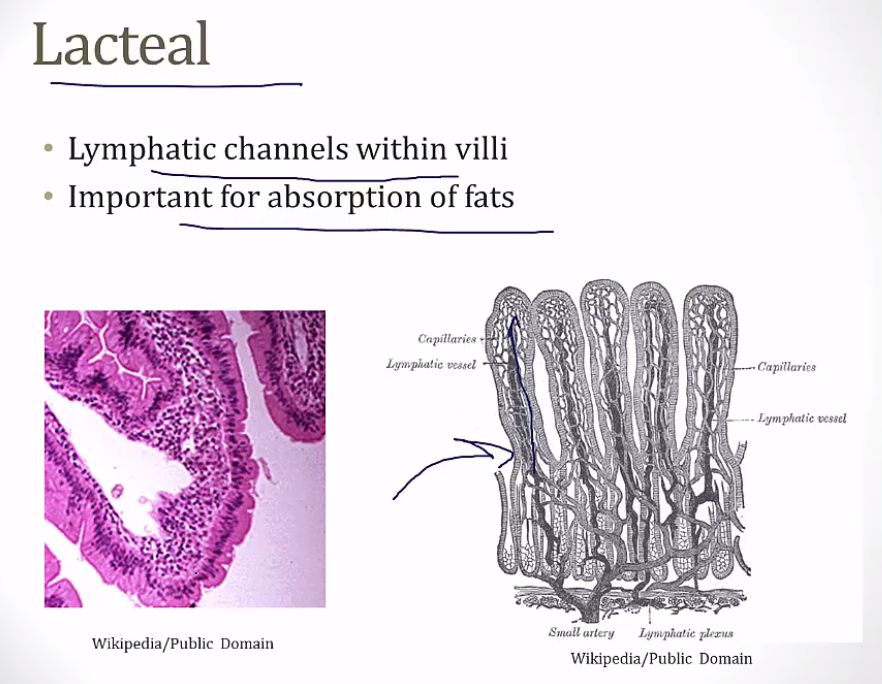 Lacteal
• Lymphatic channels within villi
• Important for absorption of fats
Capillaries
Lymphatic vessel
Capillaries
Lymphatic vessel
Small artery
Lymphatic plexus
Wikipedia/Public Domain
Wikipedia/Public Domain